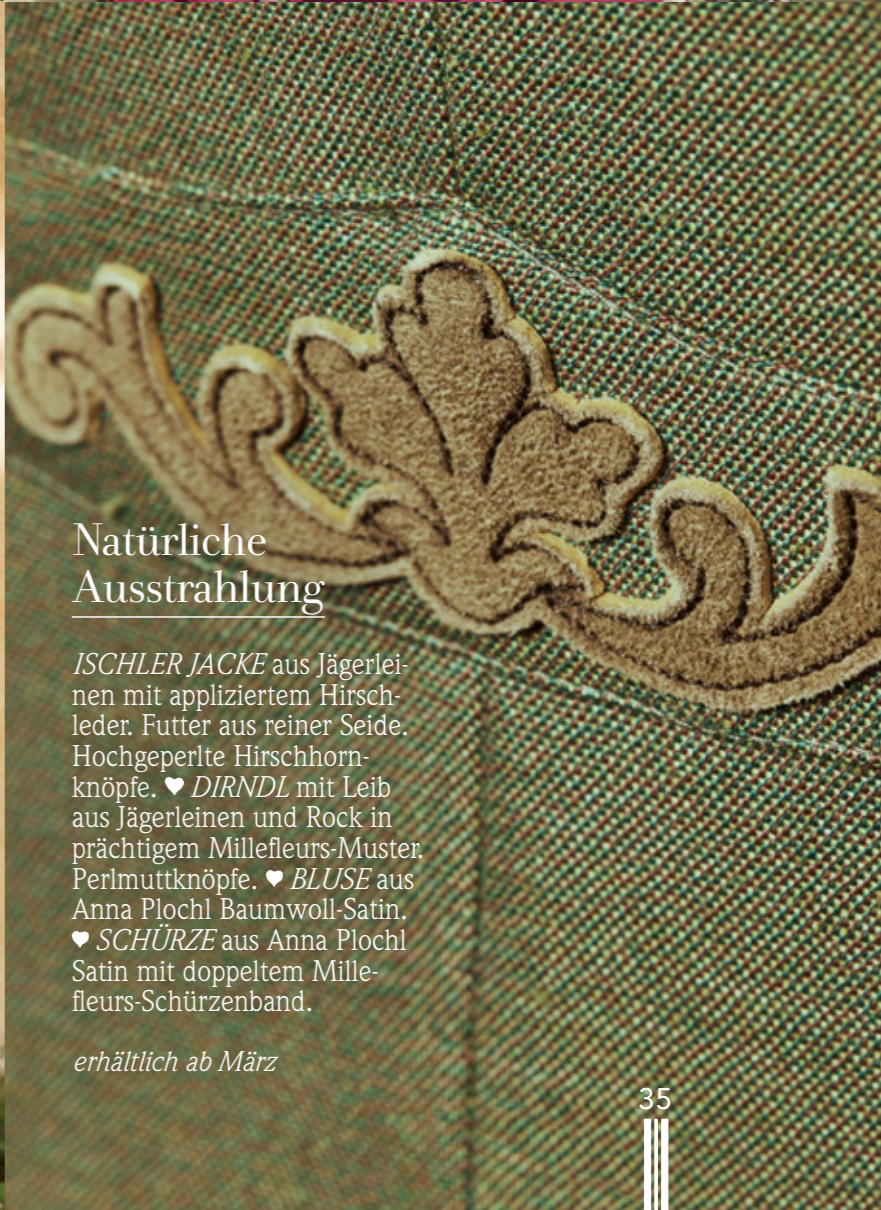 Natürliche
Ausstrahlung
ISCHLER JACKE aus Jägerlei-
nen mit appliziertem Hirsch-
leder. Futter aus reiner Seide.
Hochgeperlte Hirschhorn-
knöpfe. ♥ DIRNDL mit Leib
aus Jägerleinen und Rock in
prächtigem Millefleurs-Muster.
Perlmuttknöpfe. ♥ BLUSE aus
Anna Plochl Baumwoll-Satin.
♥ SCHÜRZE aus Anna Plochl
Satin mit doppeltem Mille-
fleurs-Schürzenband.
erhältlich ab März
35